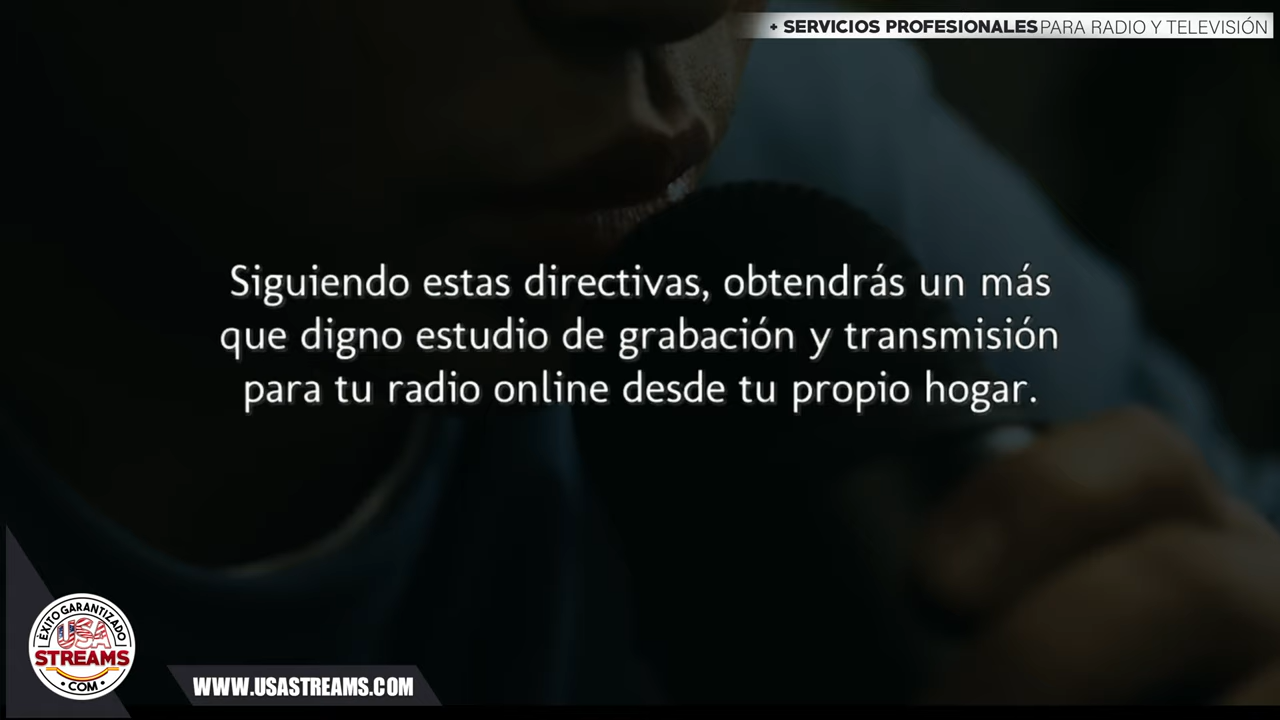 + SERVICIOS PROFESIONALES PARA RADIO Y TELEVISIÓN
Siguiendo estas directivas, obtendrás un más
que digno estudio de grabación y transmisión
para tu radio online desde tu propio hogar.
ÉXITO GARANTIZADO
USA
STREAMS
• COM •
WWW.USASTREAMS.COM